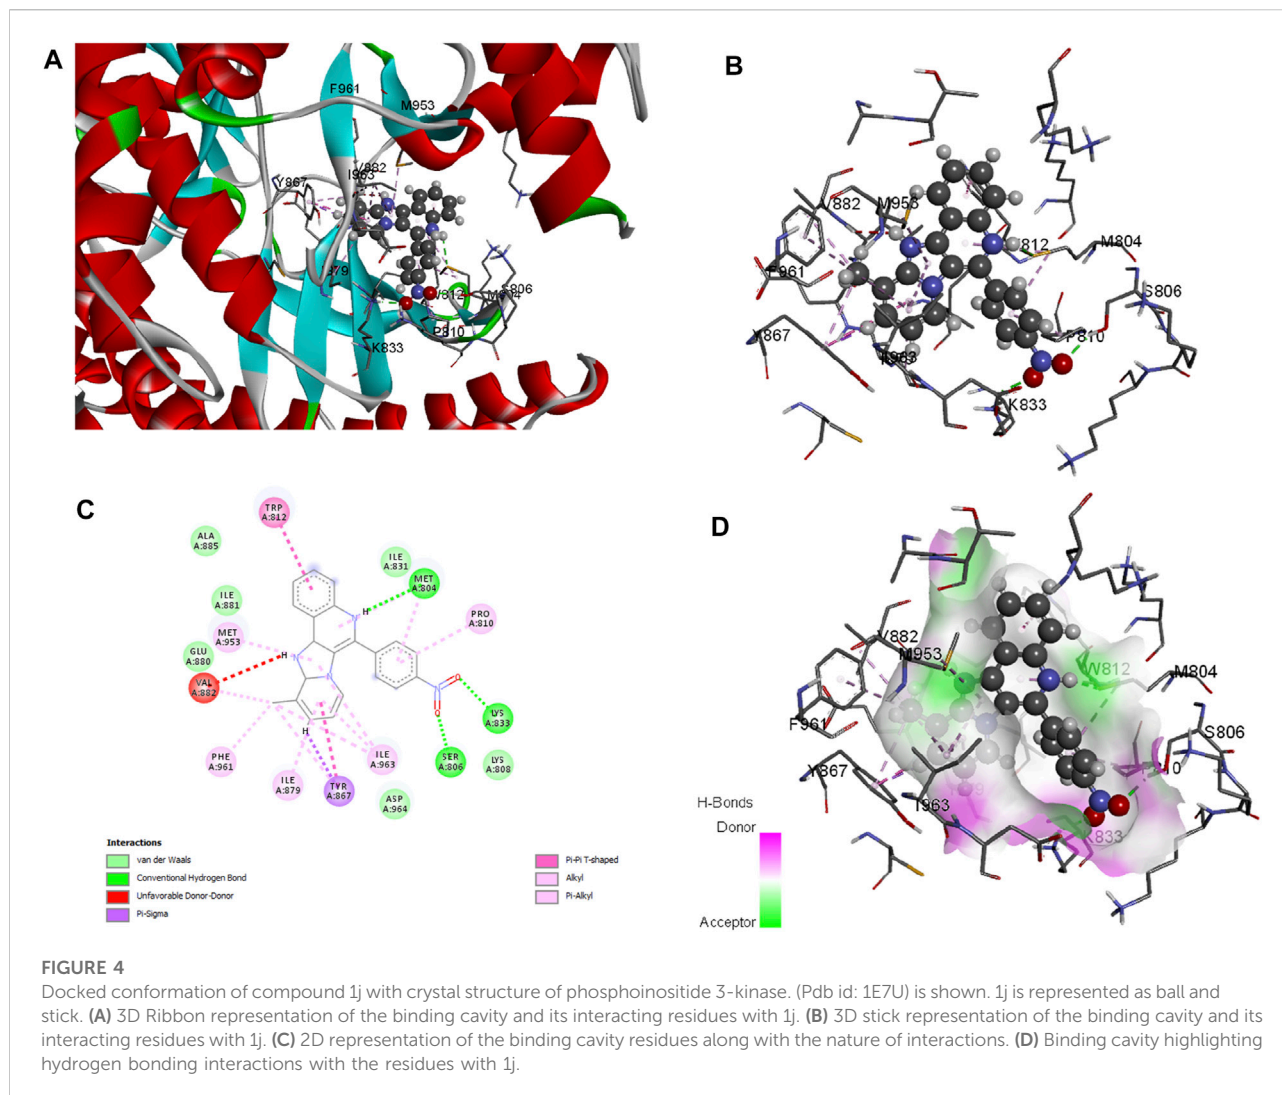 A
F961
M953
V882
I963
Y867
879
W812
S806
M804
P810
K833
B
V882
M953
812
M804
F961
S806
Y867
P810
I963
K833
C
TRP
A:812
ALA
A:885
ILE
A:831
MET
A:804
ILE
A:881
H
PRO
A:810
MET
A:953
GLU
A:880
H
N
N
VAL
A:882
N
LYS
A:833
O
O
H
PHE
A:961
ILE
A:963
SER
A:806
LYS
A:808
ILE
A:879
TYR
A:867
ASP
A:964
Interactions
van der Waals
Conventional Hydrogen Bond
Unfavorable Donor-Donor
Pi-Sigma
Pi-Pi T-shaped
Alkyl
Pi-Alkyl
D
V882
M953
W812
M804
F961
S806
Y867
I963
K833
H-Bonds
Donor
Acceptor
FIGURE 4
Docked conformation of compound 1j with crystal structure of phosphoinositide 3-kinase. (Pdb id: 1E7U) is shown. 1j is represented as ball and
stick. (A) 3D Ribbon representation of the binding cavity and its interacting residues with 1j. (B) 3D stick representation of the binding cavity and its
interacting residues with 1j. (C) 2D representation of the binding cavity residues along with the nature of interactions. (D) Binding cavity highlighting
hydrogen bonding interactions with the residues with 1j.